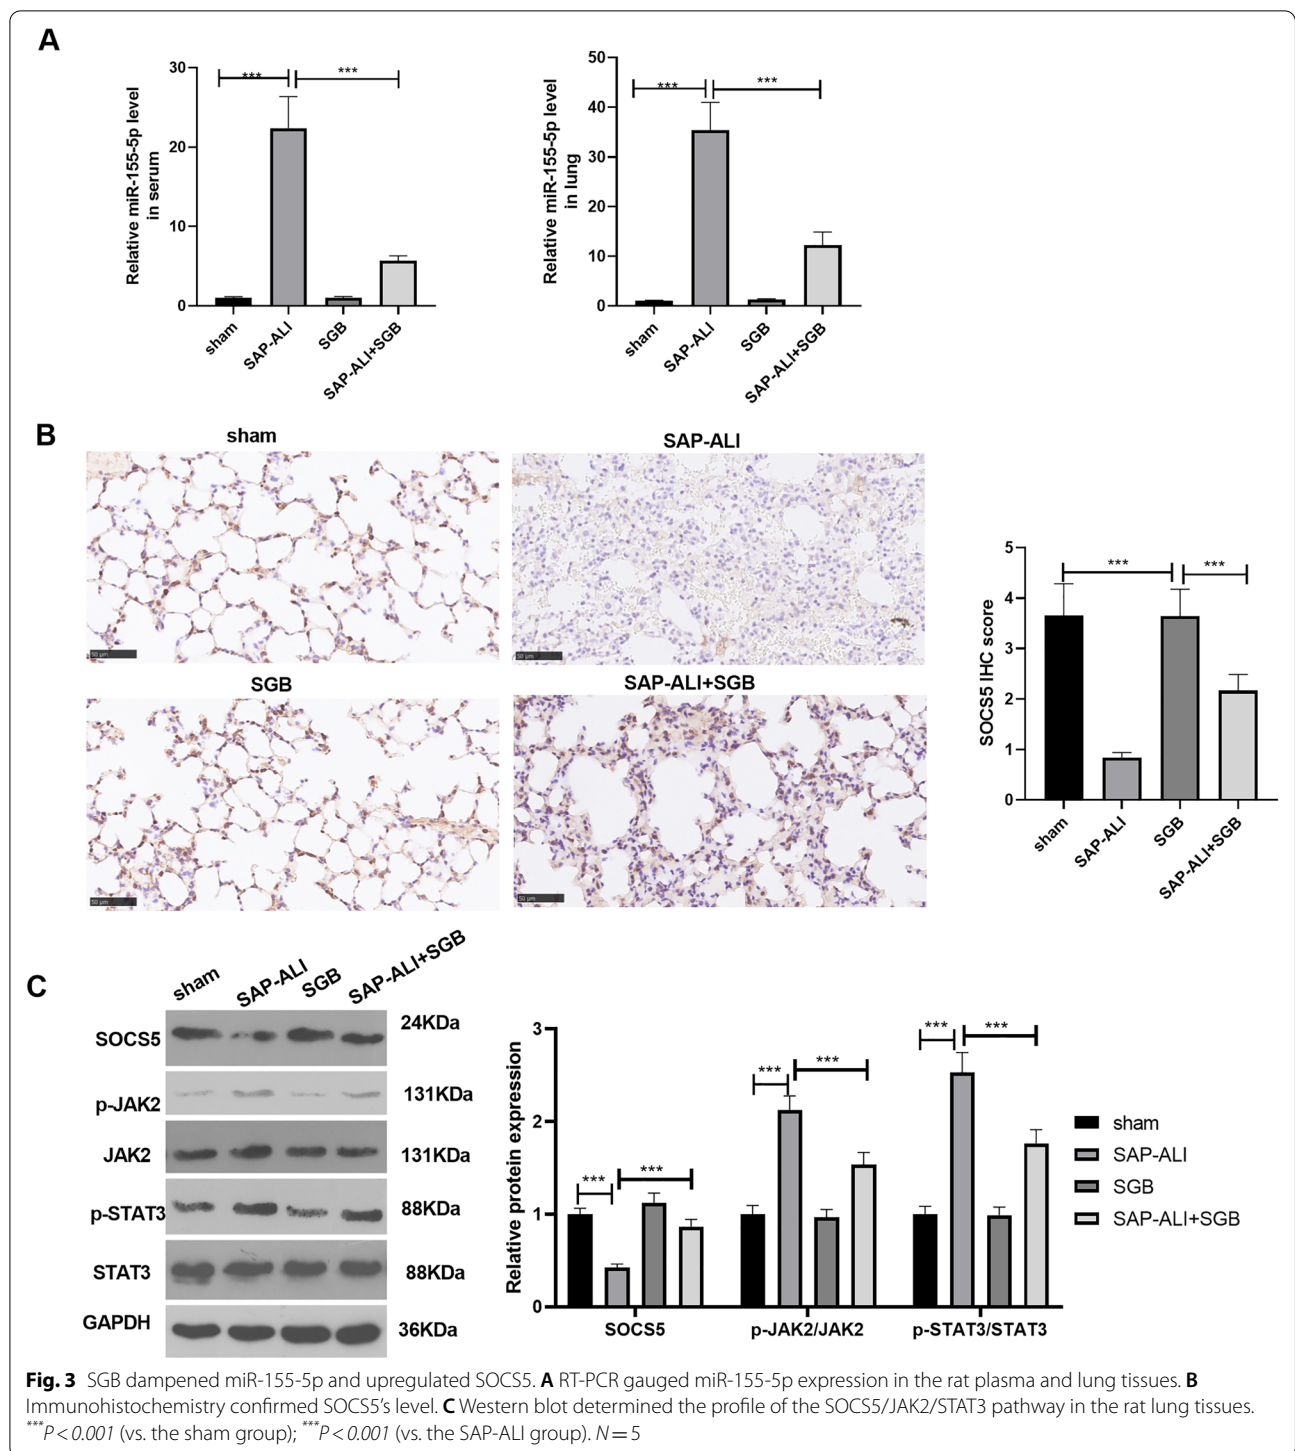 A
30
20
10
0
Relative miR-155-5p level
in serum
***
***
sham
SAP-ALI
SGB
SAP-ALI+SGB
50
40
30
20
10
0
Relative miR-155-5p level
in lung
***
***
sham
SAP-ALI
SGB
SAP-ALI+SGB
B
sham
SAP-ALI
50 µm
50 µm
SGB
SAP-ALI+SGB
50 µm
50 µm
5
4
3
2
1
0
SOCS5 IHC score
***
***
sham
SAP-ALI
SGB
SAP-ALI+SGB
C
sham
SAP-ALI
SGB
SAP-ALI+SGB
SOCS5
24KDa
p-JAK2
131KDa
JAK2
131KDa
p-STAT3
88KDa
STAT3
88KDa
GAPDH
36KDa
3
2
1
0
Relative protein expression
***
***
***
***
***
***
SOCS5
p-JAK2/JAK2
p-STAT3/STAT3
sham
SAP-ALI
SGB
SAP-ALI+SGB
Fig. 3 SGB dampened miR-155-5p and upregulated SOCS5. A RT-PCR gauged miR-155-5p expression in the rat plasma and lung tissues. B
Immunohistochemistry confirmed SOCS5's level. C Western blot determined the profile of the SOCS5/JAK2/STAT3 pathway in the rat lung tissues.
***P < 0.001 (vs. the sham group); ***P < 0.001 (vs. the SAP-ALI group). N = 5